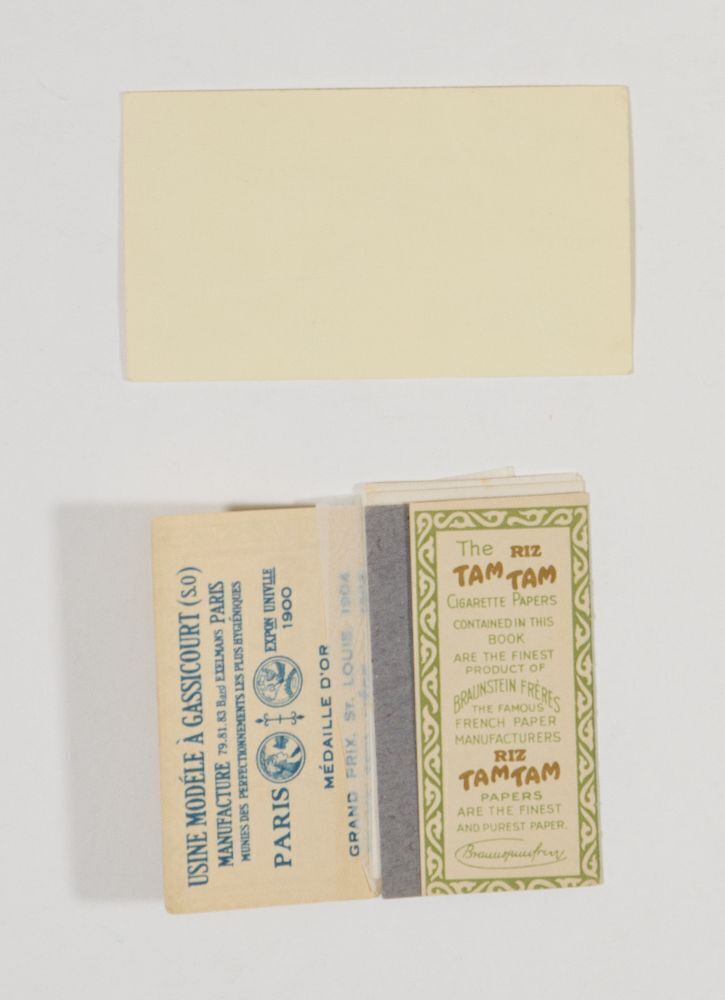 USINE MODÉLE À GASSICOURT (S.O)
MANUFACTURE 79.81.83 Bard EXELMANS PARIS
MUNIES DES PERFECTIONNEMENTS LES PLUS HYGIÉNIQUES
PARIS EXPON UNIVLLE
1900
MÉDAILLE D'OR
GRAND PRIX, ST. LOUIS, 1904
The RIZ
TAM TAM
CIGARETTE PAPERS
CONTAINED IN THIS
BOOK
ARE THE FINEST
PRODUCT OF
BRAUNSTEIN FRÈRES
THE FAMOUS
FRENCH PAPER
MANUFACTURERS
RIZ
TAM TAM
PAPERS
ARE THE FINEST
AND PUREST PAPER.